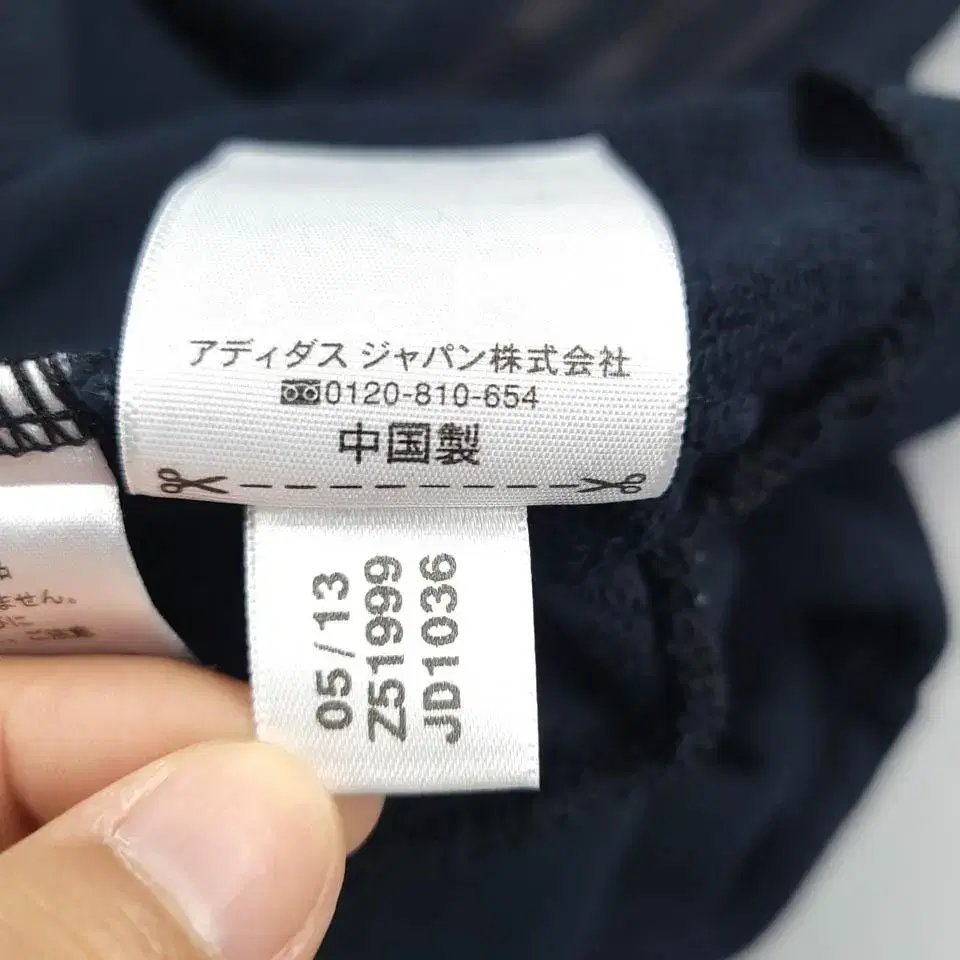 アディダス ジャパン株式会社
0120-810-654
中国製
05/13
Z51999
JD1036
ません。
に